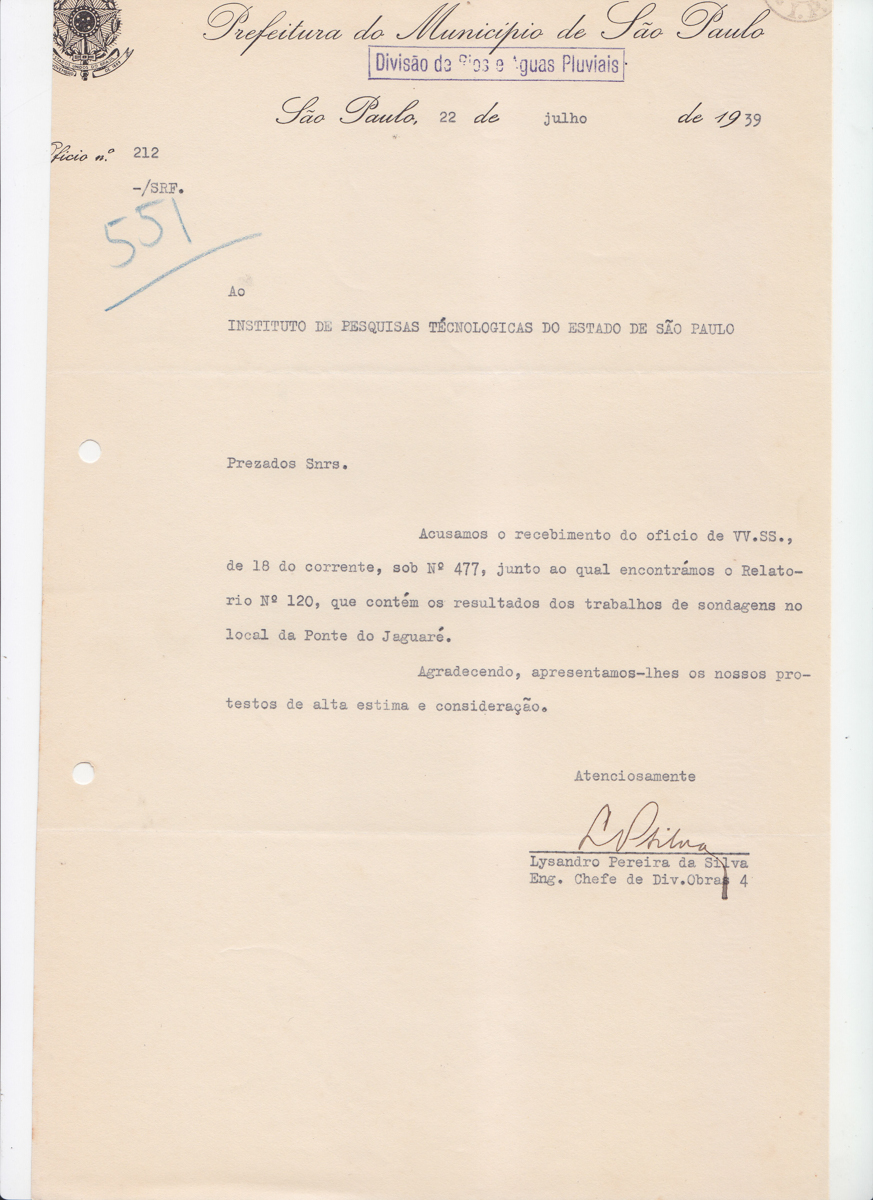 Prefeitura do Município de São Paulo
Divisão de Rios e Aguas Pluviais
São Paulo, 22 de julho de 1939
Oficio n.º 212
-/SRF.
551
Ao
INSTITUTO DE PESQUISAS TÉCNOLOGICAS DO ESTADO DE SÃO PAULO
Prezados Snrs.
Acusamos o recebimento do oficio de VV.SS.,
de 18 do corrente, sob Nº 477, junto ao qual encontrámos o Relato-
rio Nº 120, que contém os resultados dos trabalhos de sondagens no
local da Ponte do Jaguaré.
Agradecendo, apresentamos-lhes os nossos pro-
testos de alta estima e consideração.
Atenciosamente
L P Silva
Lysandro Pereira da Silva
Eng. Chefe de Div.Obras 4